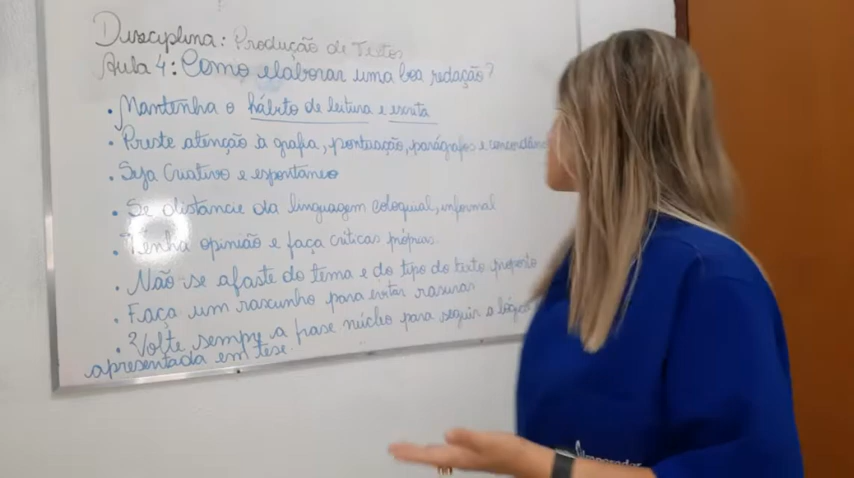 Disciplina: Produção de Textos
Aula 4: Como elaborar uma boa redação?
• Mantenha o hábito de leitura e escrita
• Preste atenção à grafia, pontuação, parágrafos e
• Seja Criativo e espontâneo
• Se distancie da linguagem coloquial, informal
• Tenha opinião e faça críticas próprias
• Não se afaste do tema e do tipo do texto proposto
• Faça um rascunho para evitar rasuras
• Volte sempre a frase núcleo para seguir a lógica
apresentada em tese.